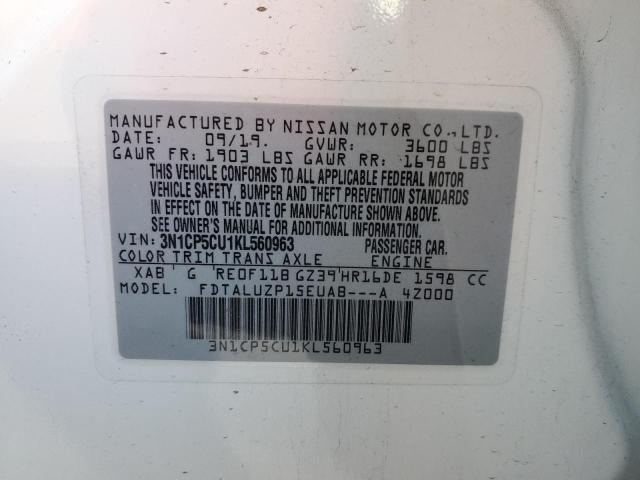 MANUFACTURED BY NISSAN MOTOR CO.,LTD.
DATE: 09/19. GVWR: 3600 LBS
GAWR FR: 1903 LBS GAWR RR: 1698 LBS
THIS VEHICLE CONFORMS TO ALL APPLICABLE FEDERAL MOTOR
VEHICLE SAFETY, BUMPER AND THEFT PREVENTION STANDARDS
IN EFFECT ON THE DATE OF MANUFACTURE SHOWN ABOVE.
SEE OWNER'S MANUAL FOR ADDITIONAL INFORMATION.
VIN: 3N1CP5CU1KL560963 PASSENGER CAR.
COLOR TRIM TRANS AXLE ENGINE
XAB G RE0F11B GZ39 HR16DE 1598 CC
MODEL: FDTALUZP15EUAB---A 4Z000
3N1CP5CU1KL560963